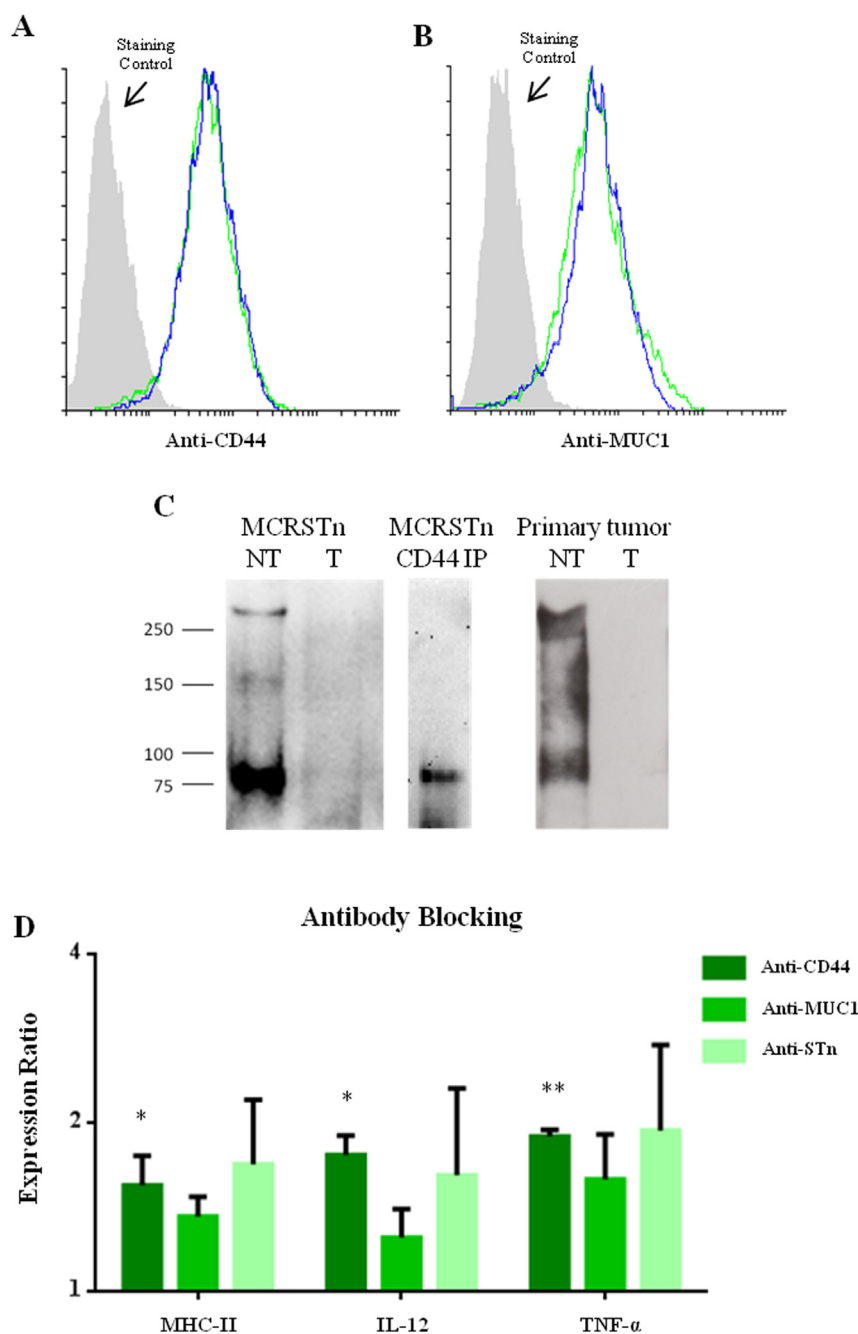 A
Staining
Control
Anti-CD44
B
Staining
Control
Anti-MUC1
C
MCRSTn
NT T
MCRSTn
CD44 IP
Primary tumor
NT T
250
150
100
75
D
Antibody Blocking
Expression Ratio
4
2
1
* * **
MHC-II IL-12 TNF-α
Anti-CD44
Anti-MUC1
Anti-STn